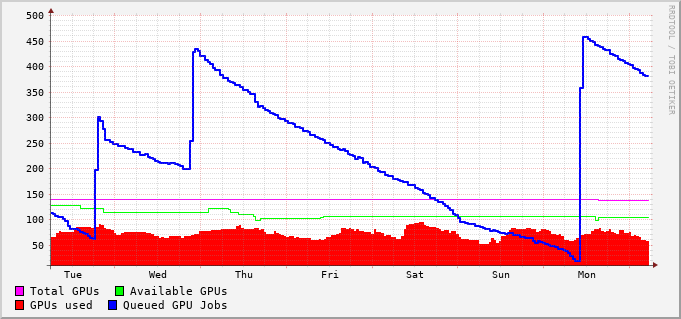 RRDTOOL / TOBI OETIKER
500
450
400
350
300
250
200
150
100
50
Tue Wed Thu Fri Sat Sun Mon
Total GPUs Available GPUs
GPUs used Queued GPU Jobs